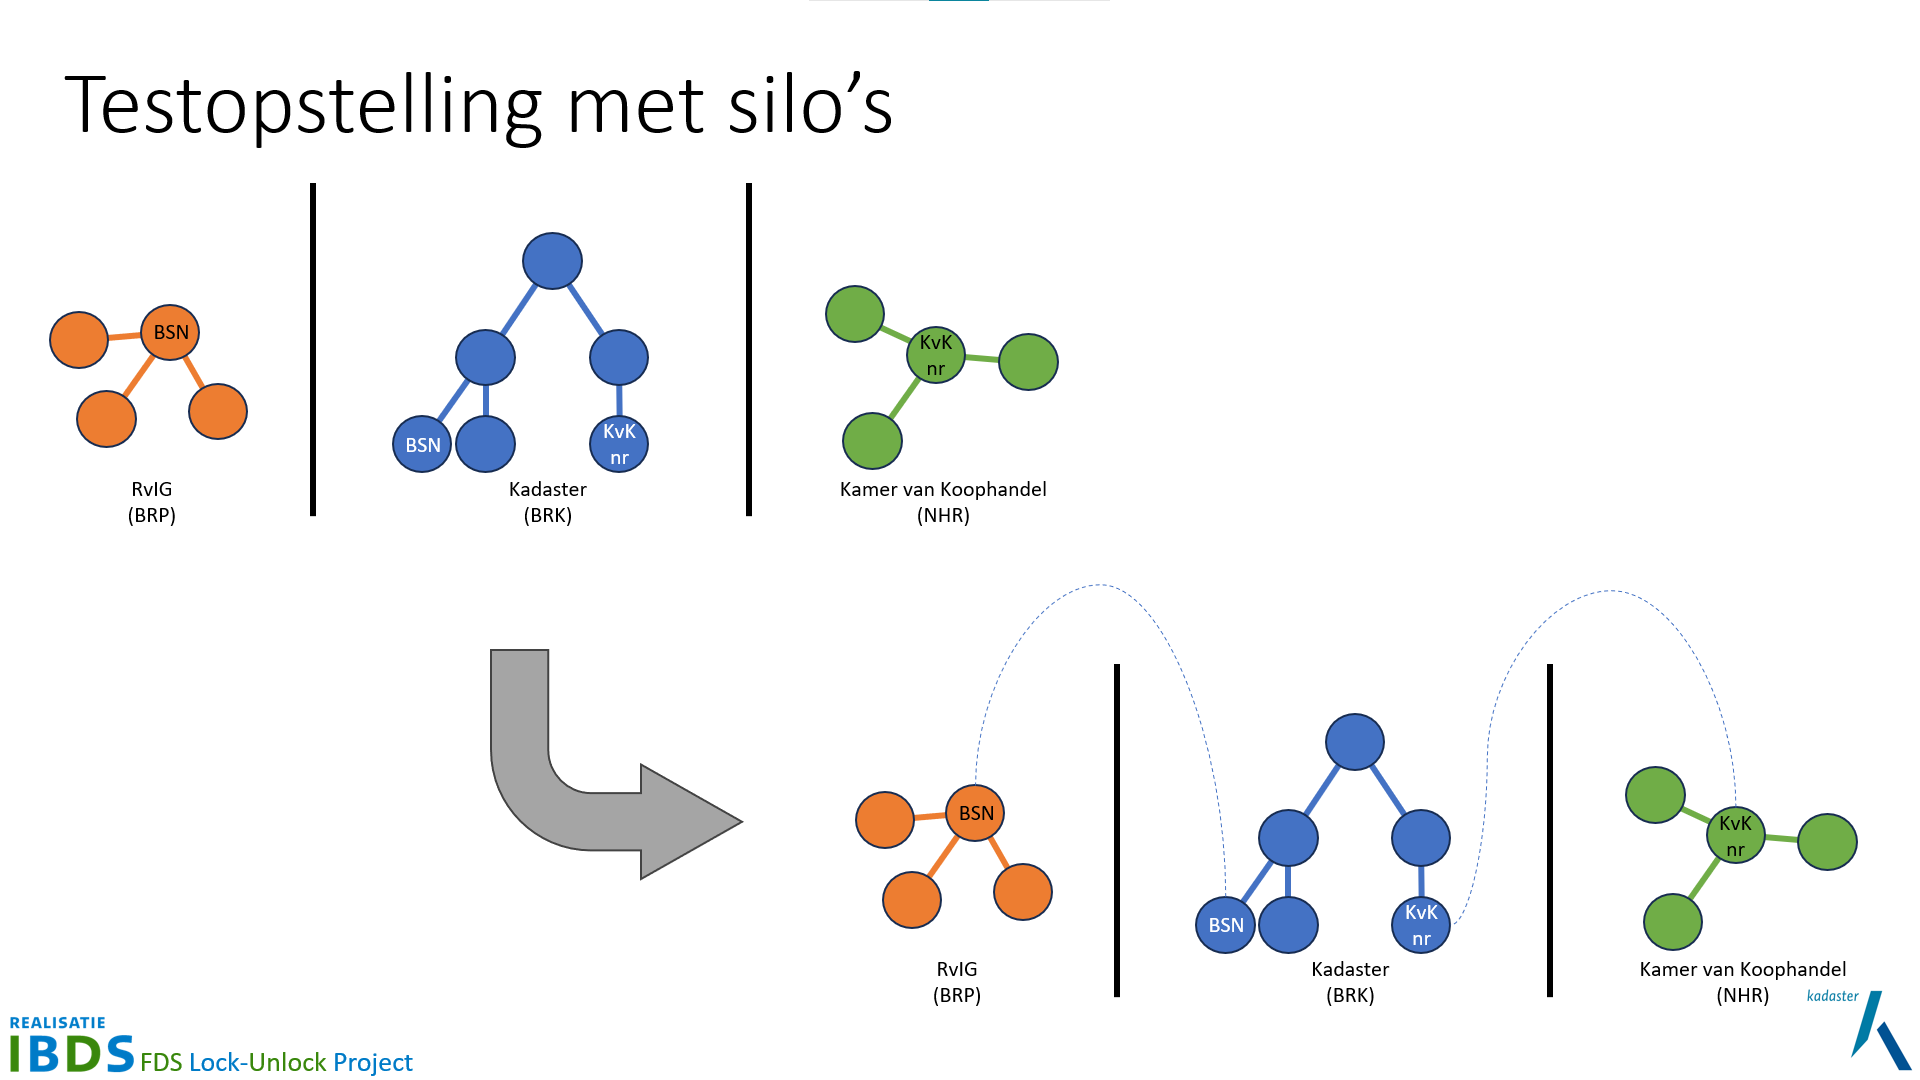 Testopstelling met silo’s
BSN
RvIG
(BRP)
BSN
KvK
nr
Kadaster
(BRK)
KvK
nr
Kamer van Koophandel
(NHR)
BSN
RvIG
(BRP)
BSN
KvK
nr
Kadaster
(BRK)
KvK
nr
Kamer van Koophandel
(NHR)
kadaster
REALISATIE
IBDS FDS Lock-Unlock Project